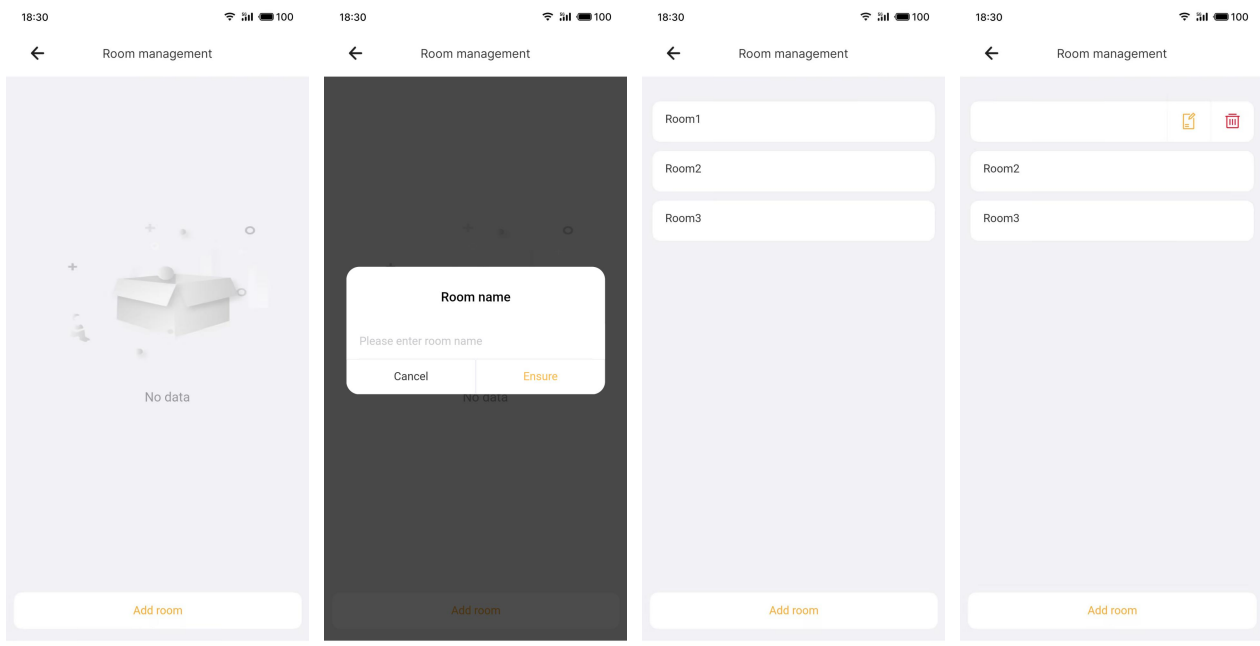 18:30 100
Room management
No data
Add room
18:30 100
Room management
Room name
Please enter room name
Cancel Ensure
No data
Add room
18:30 100
Room management
Room1
Room2
Room3
Add room
18:30 100
Room management
Room2
Room3
Add room